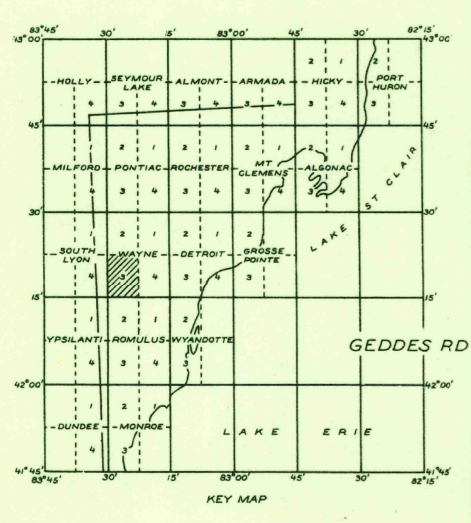 83°45' 30' 15' 83°00' 45' 30' 82°15'
43°00' 43°00'
2 1 2
HOLLY SEYMOUR LAKE ALMONT ARMADA HICKY PORT HURON
4 3 4 3 4 3 4 3 4 3
45' 45'
1 2 1 2 1 2 1
MILFORD PONTIAC ROCHESTER MT CLEMENS ALGONAC
4 3 4 3 4 3 3 4
LAKE ST CLAIR
30' 30'
1 2 1 2 1 2
SOUTH LYON WAYNE DETROIT GROSSE POINTE
4 3 4 3 4 3
15' 15'
1 2 1 2
YPSILANTI ROMULUS WYANDOTTE
4 3 4 3
GEDDES RD
42°00' 42°00'
1 2 1
DUNDEE MONROE LAKE ERIE
4 3
41°45' 41°45'
83°45' 30' 15' 83°00' 45' 30' 82°15'
KEY MAP